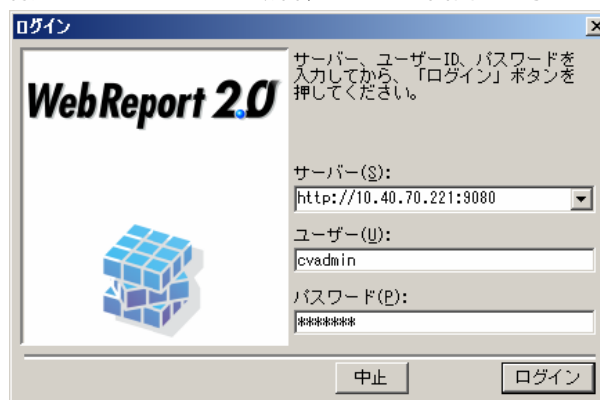 ログイン
WebReport 2.0
サーバー、ユーザーID、パスワードを
入力してから、「ログイン」ボタンを
押してください。
サーバー(S):
http://10.40.70.221:9080
ユーザー(U):
cvadmin
パスワード(P):
*******
中止
ログイン